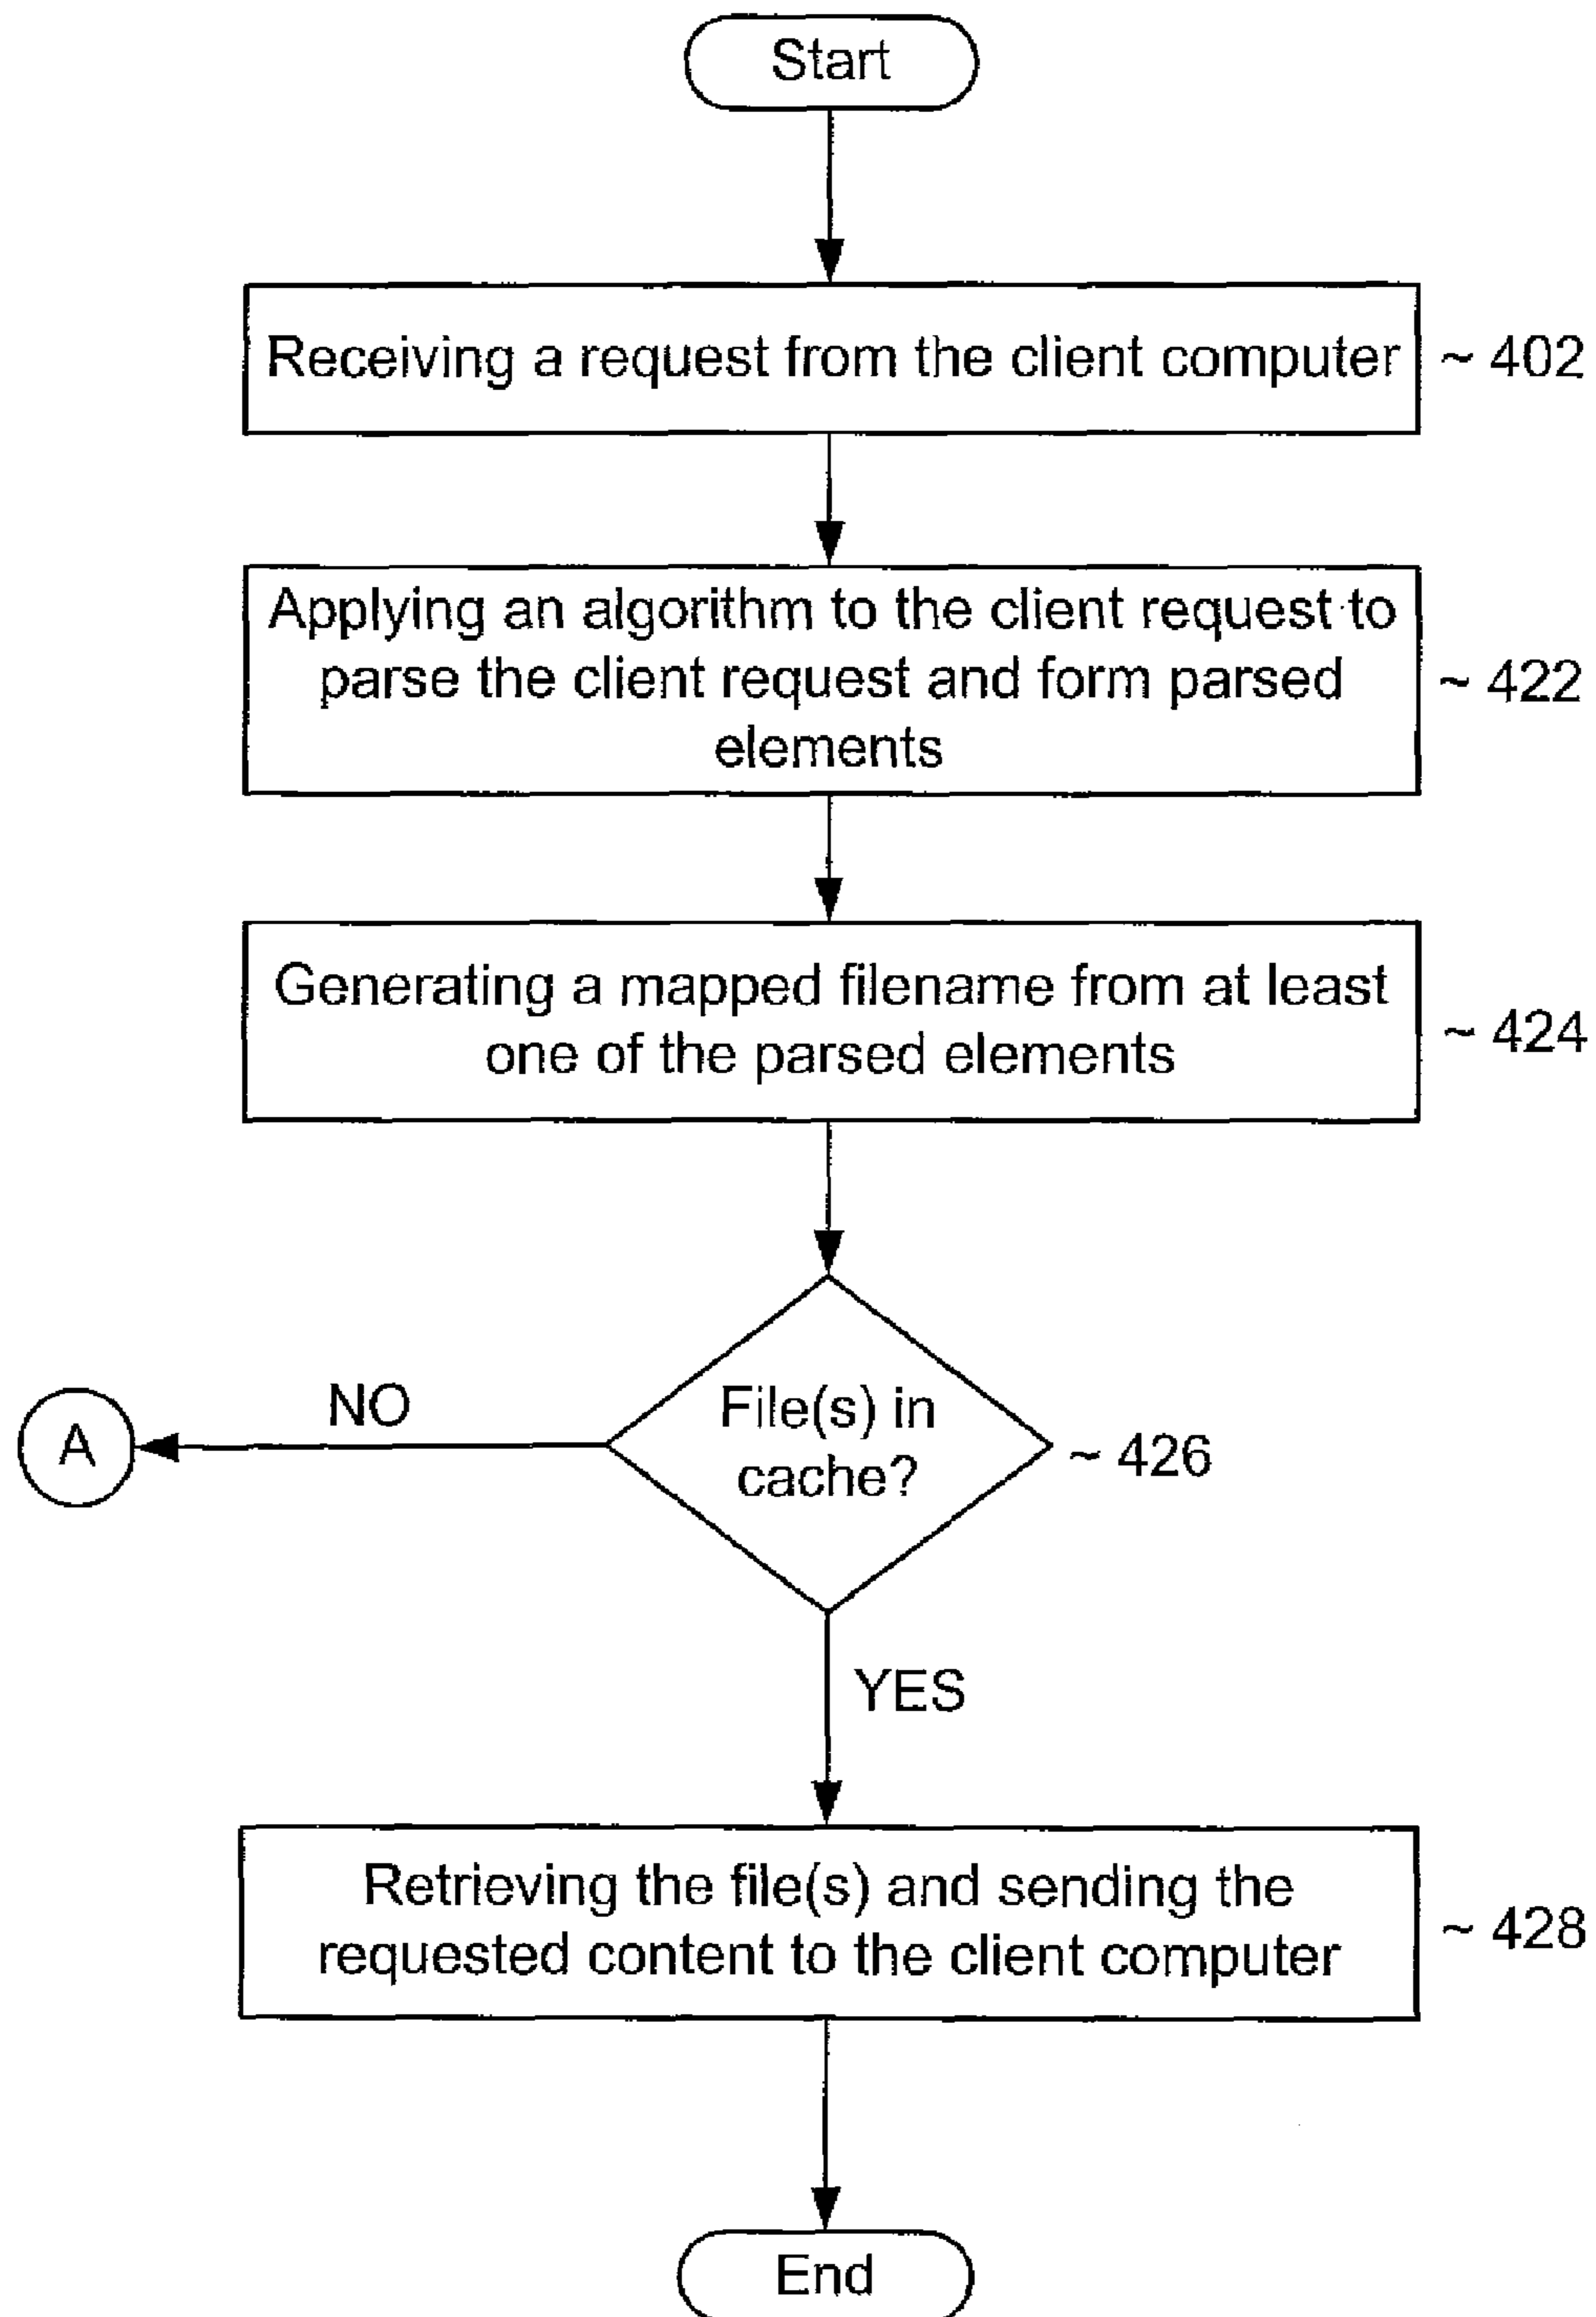 Start
Receiving a request from the client computer
~ 402
Applying an algorithm to the client request to
parse the client request and form parsed
elements
~ 422
Generating a mapped filename from at least
one of the parsed elements
~ 424
File(s) in
cache?
~ 426
NO
A
YES
Retrieving the file(s) and sending the
requested content to the client computer
~ 428
End